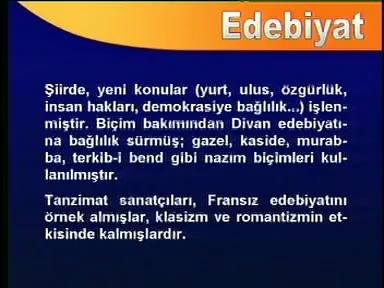 Edebiyat
Şiirde, yeni konular (yurt, ulus, özgürlük,
insan hakları, demokrasiye bağlılık...) işlen-
miştir. Biçim bakımından Divan edebiyatı-
na bağlılık sürmüş; gazel, kaside, murab-
ba, terkib-i bend gibi nazım biçimleri kul-
lanılmıştır.
Tanzimat sanatçıları, Fransız edebiyatını
örnek almışlar, klasizm ve romantizmin et-
kisinde kalmışlardır.